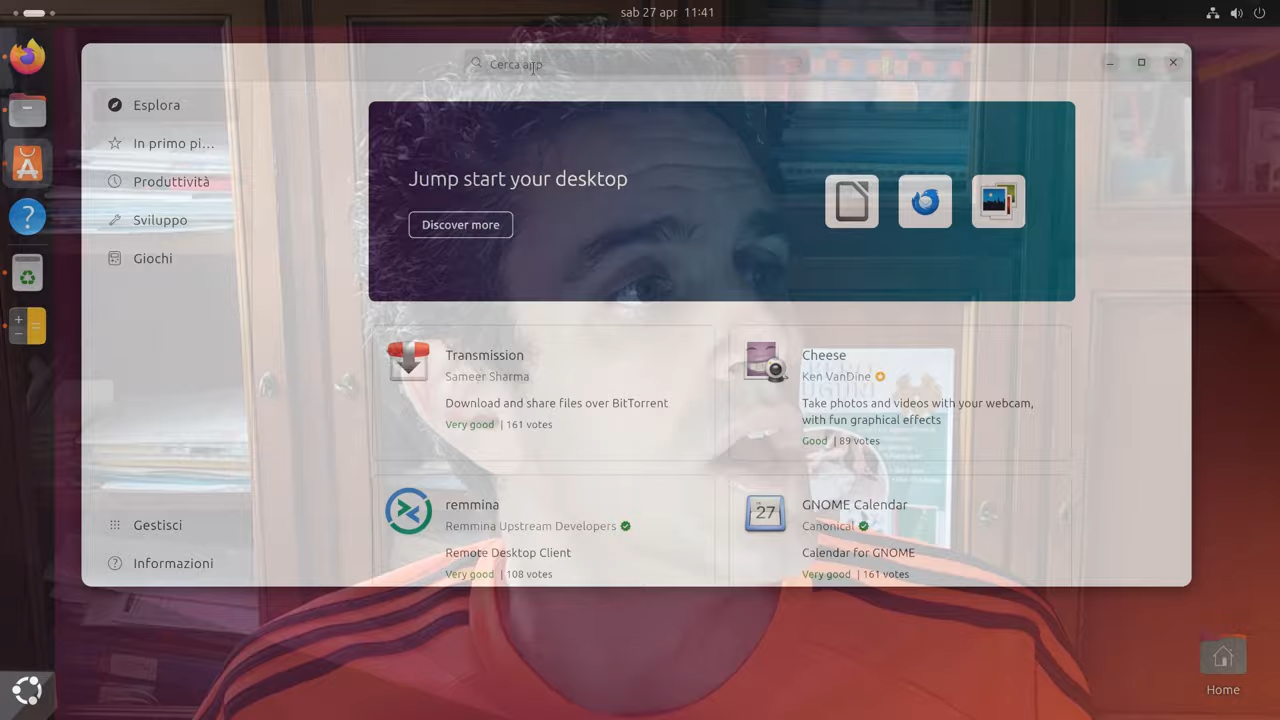 sab 27 apr 11:41
Cerca app
Esplora
In primo pi...
Produttività
Sviluppo
Giochi
Gestisci
Informazioni
Jump start your desktop
Discover more
Transmission
Sameer Sharma
Download and share files over BitTorrent
Very good | 161 votes
Cheese
Ken VanDine
Take photos and videos with your webcam,
with fun graphical effects
Good | 89 votes
remmina
Remmina Upstream Developers
Remote Desktop Client
Very good | 108 votes
27
GNOME Calendar
Canonical
Calendar for GNOME
Very good | 161 votes
Home